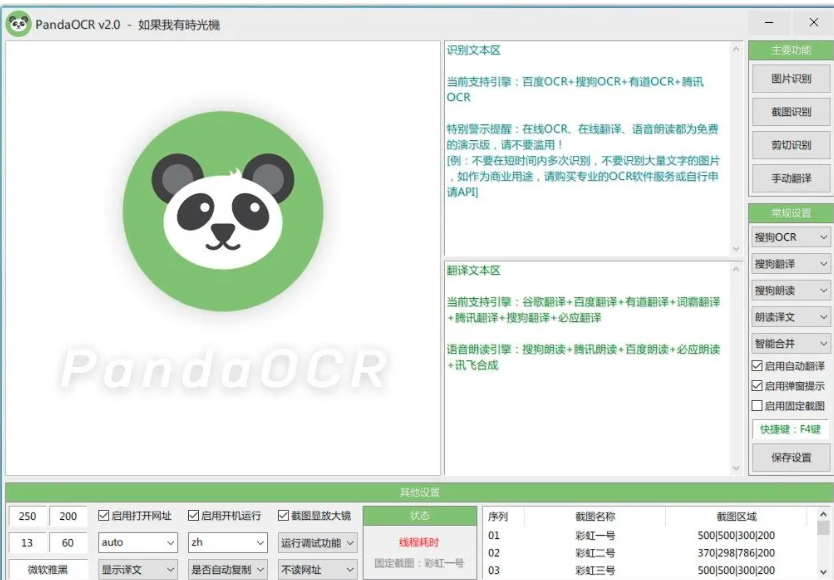 PandaOCR v2.0 - 如果我有時光機
PandaOCR
识别文本区
当前支持引擎：百度OCR+搜狗OCR+有道OCR+腾讯
OCR
特别警示提醒：在线OCR、在线翻译、语音朗读都为免费
的演示版，请不要滥用！
[例：不要在短时间内多次识别，不要识别大量文字的图片
，如作为商业用途，请购买专业的OCR软件服务或自行申
请API]
翻译文本区
当前支持引擎：谷歌翻译+百度翻译+有道翻译+词霸翻译
+腾讯翻译+搜狗翻译+必应翻译
语音朗读引擎：搜狗朗读+腾讯朗读+百度朗读+必应朗读
+讯飞合成
主要功能
图片识别
截图识别
剪切识别
手动翻译
常规设置
搜狗OCR
搜狗翻译
搜狗朗读
朗读译文
智能合并
启用自动翻译
启用弹窗提示
启用固定截图
快捷键：F4键
保存设置
其他设置
250 200 启用打开网址 启用开机运行 截图显放大镜
13 60 auto zh 运行调试功能
微软雅黑 显示译文 是否自动复制 不读网址
状态
线程耗时
固定截图：彩虹一号
序列 截图名称 截图区域
01 彩虹一号 500|500|300|200
02 彩虹二号 370|298|786|200
03 彩虹三号 500|500|300|200